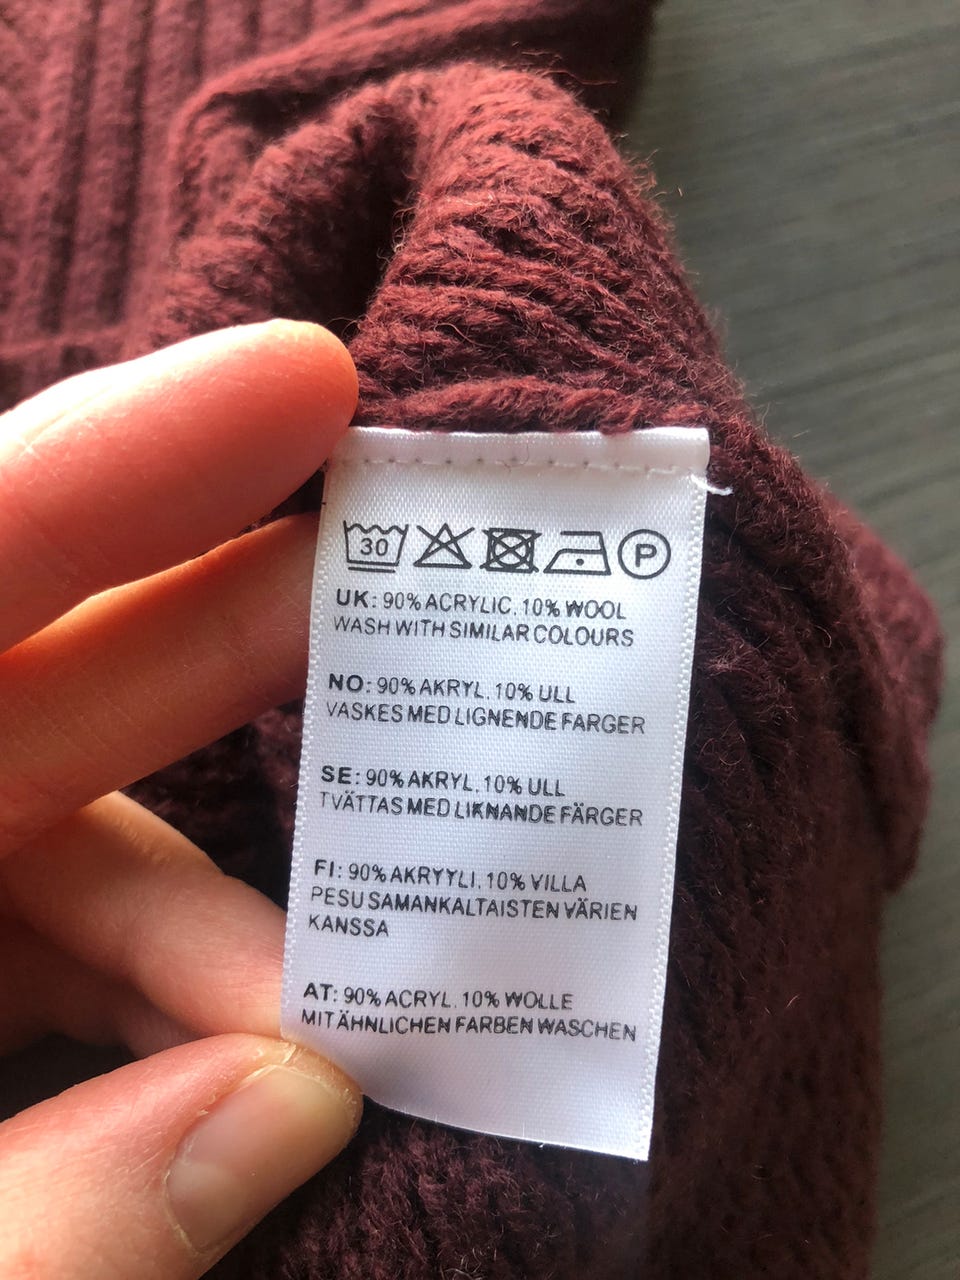 30 P
UK: 90% ACRYLIC, 10% WOOL
WASH WITH SIMILAR COLOURS
NO: 90% AKRYL, 10% ULL
VASKES MED LIGNENDE FARGER
SE: 90% AKRYL, 10% ULL
TVÄTTAS MED LIKNANDE FÄRGER
FI: 90% AKRYYLI, 10% VILLA
PESU SAMANKALTAISTEN VÄRIEN
KANSSA
AT: 90% ACRYL, 10% WOLLE
MIT ÄHNLICHEN FARBEN WASCHEN